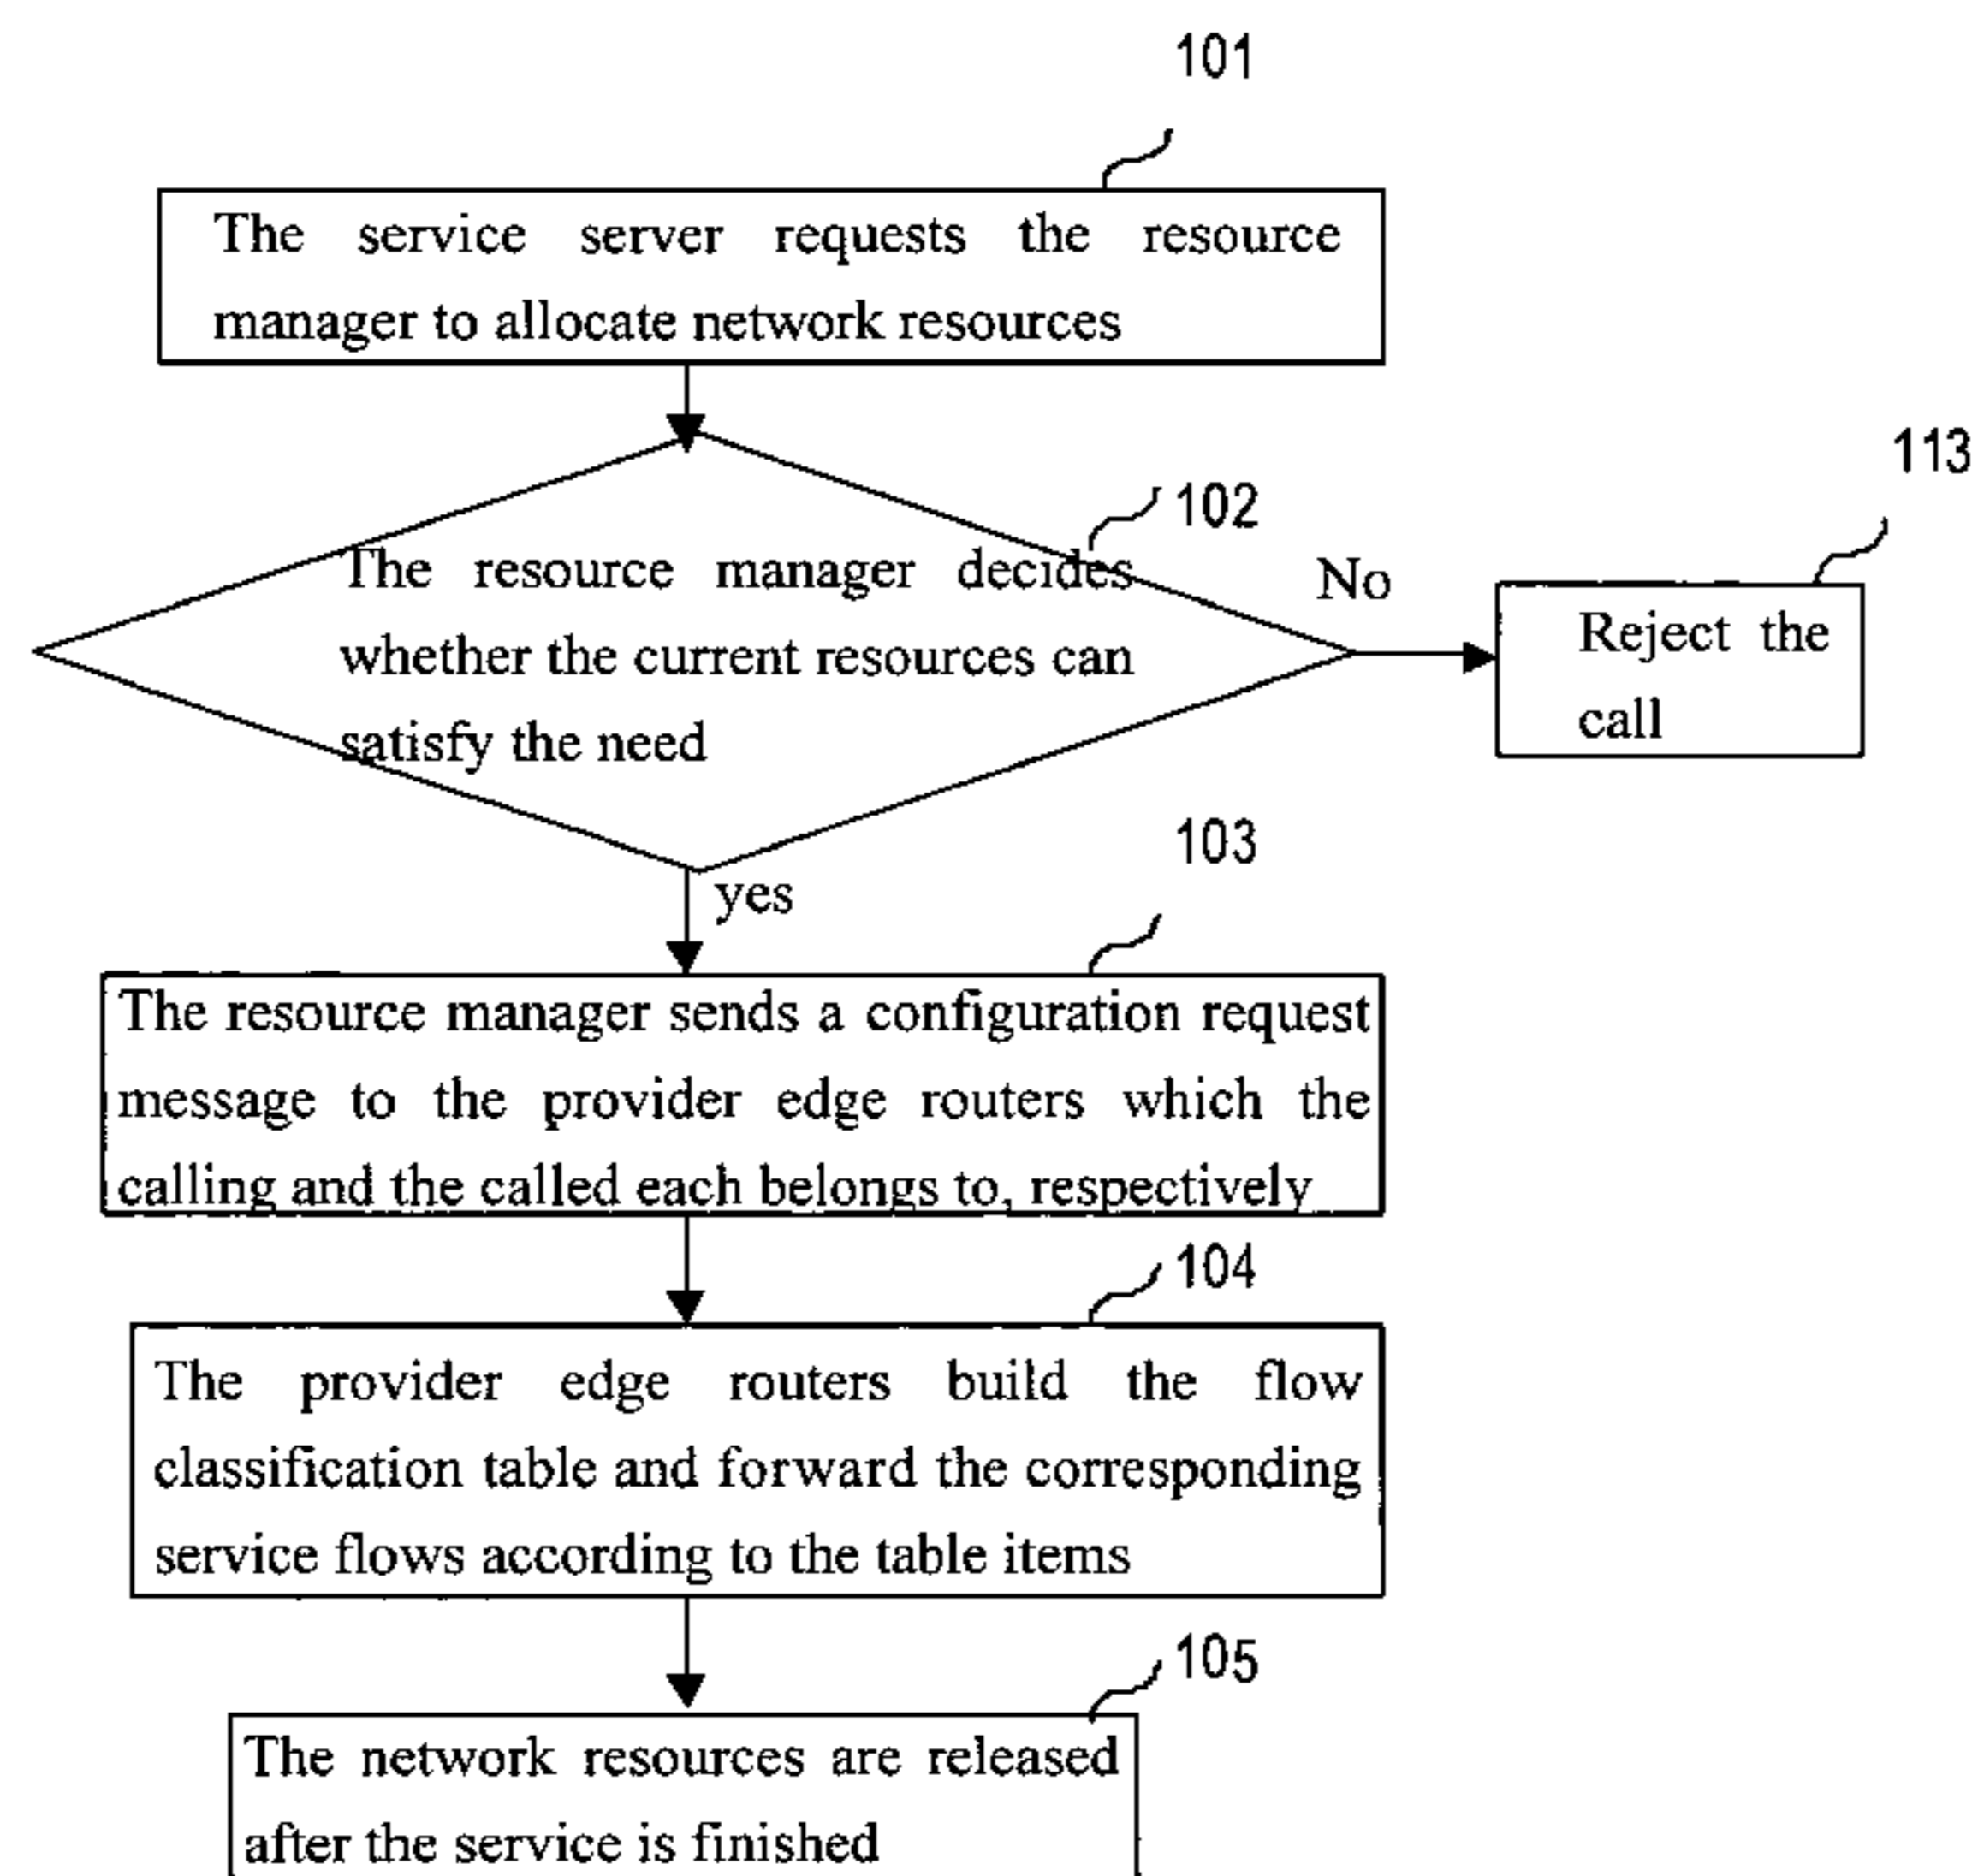 101
The service server requests the resource
manager to allocate network resources
102
The resource manager decides
whether the current resources can
satisfy the need
No
113
Reject the
call
yes
103
The resource manager sends a configuration request
message to the provider edge routers which the
calling and the called each belongs to, respectively
104
The provider edge routers build the flow
classification table and forward the corresponding
service flows according to the table items
105
The network resources are released
after the service is finished